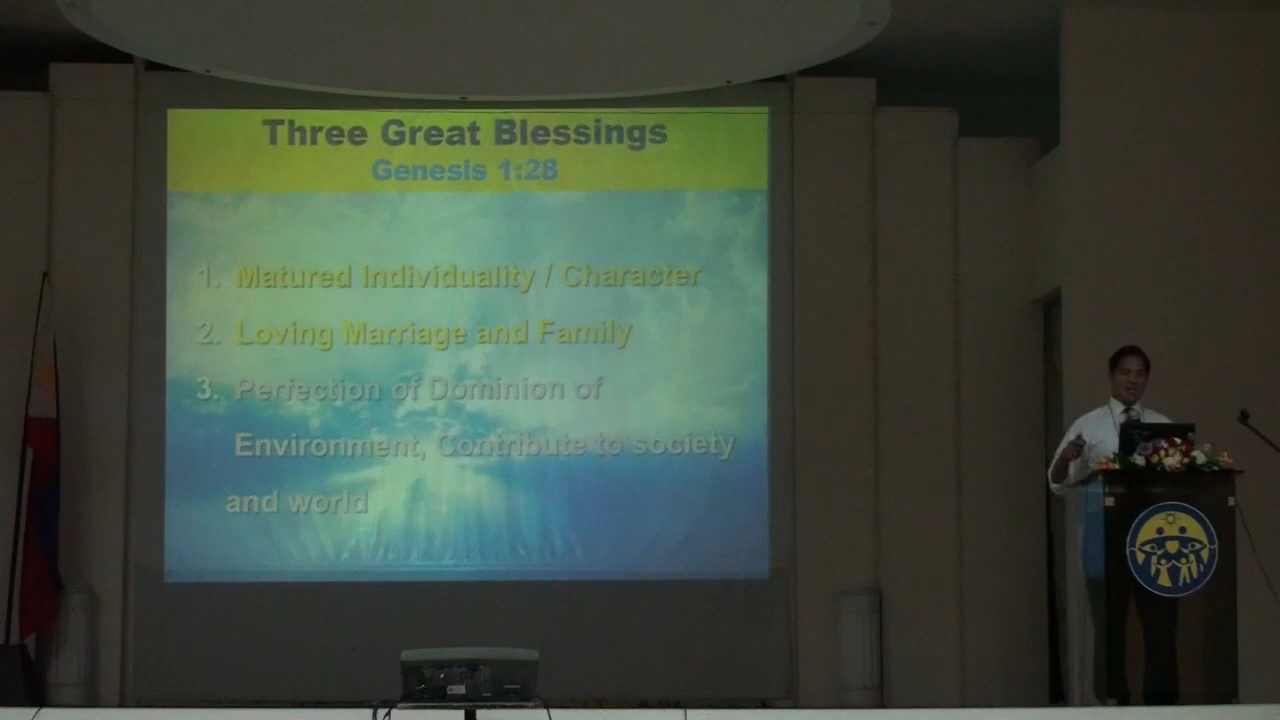 Three Great Blessings
Genesis 1:28
1. Matured Individuality / Character
2. Loving Marriage and Family
3. Perfection of Dominion of
Environment, Contribute to society
and world